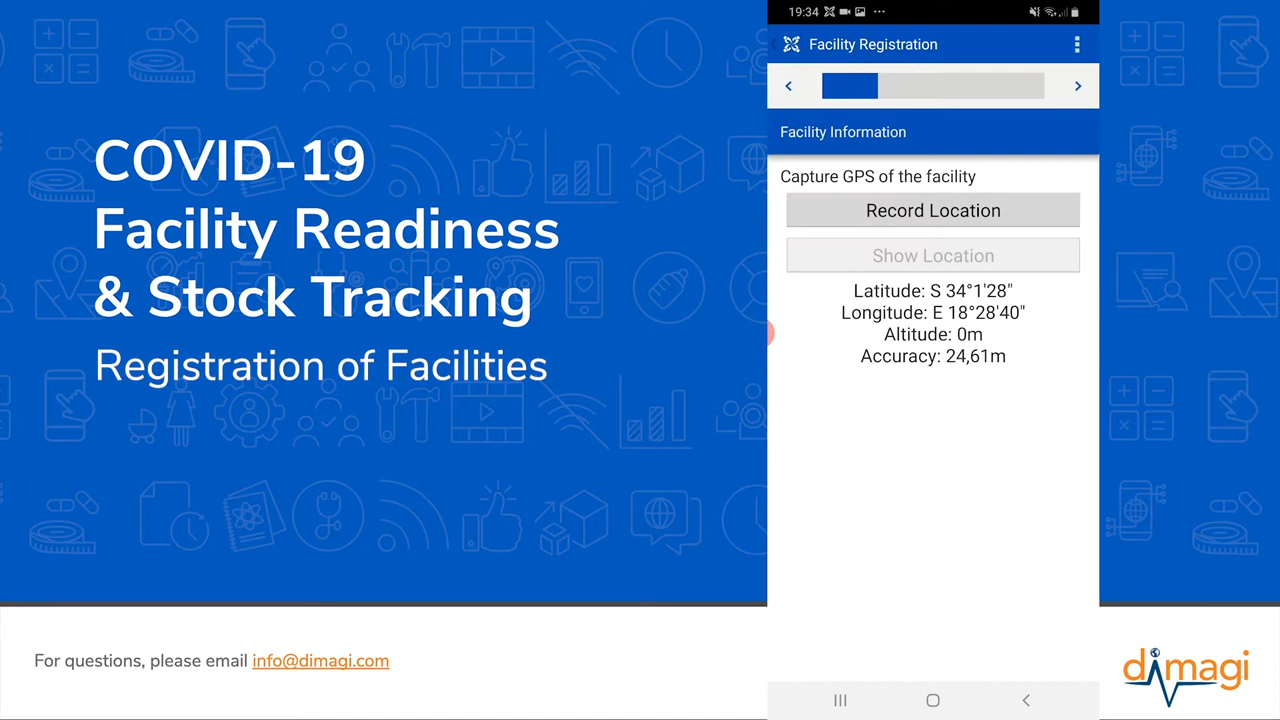 COVID-19
Facility Readiness
& Stock Tracking
Registration of Facilities
For questions, please email info@dimagi.com
19:34
Facility Registration
Facility Information
Capture GPS of the facility
Record Location
Show Location
Latitude: S 34°1'28"
Longitude: E 18°28'40"
Altitude: 0m
Accuracy: 24,61m
dimagi